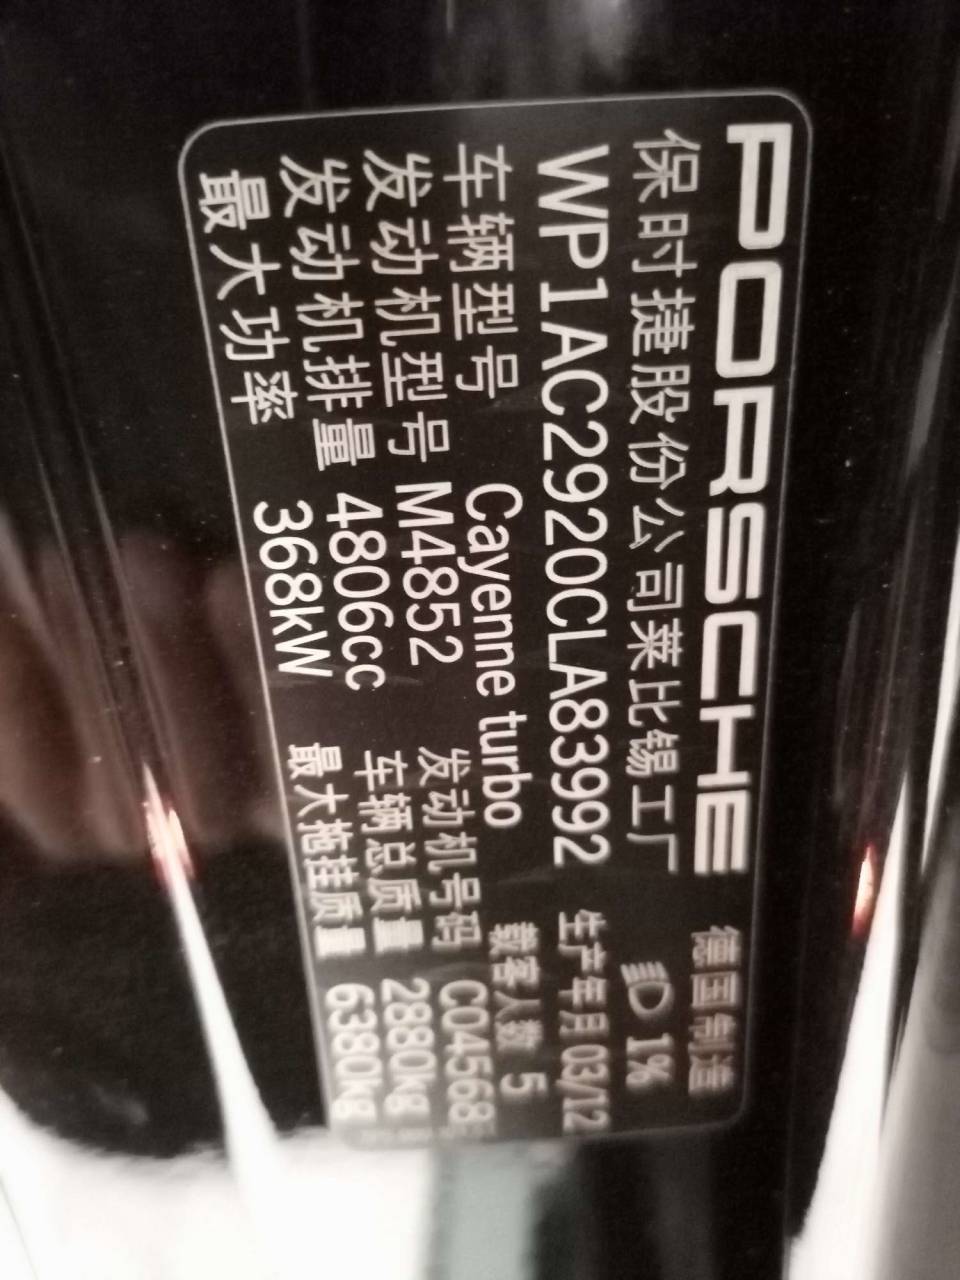 PORSCHE 德国制造
保时捷股份公司莱比锡工厂 1%
WP1AC2920CLA83992 生产年月 03/12
车辆型号 Cayenne turbo 载客人数 5
发动机型号 M4852 发动机号码 C04568
发动机排量 4806cc 车辆总质量 2880kg
最大功率 368kW 最大拖挂质量 6380kg